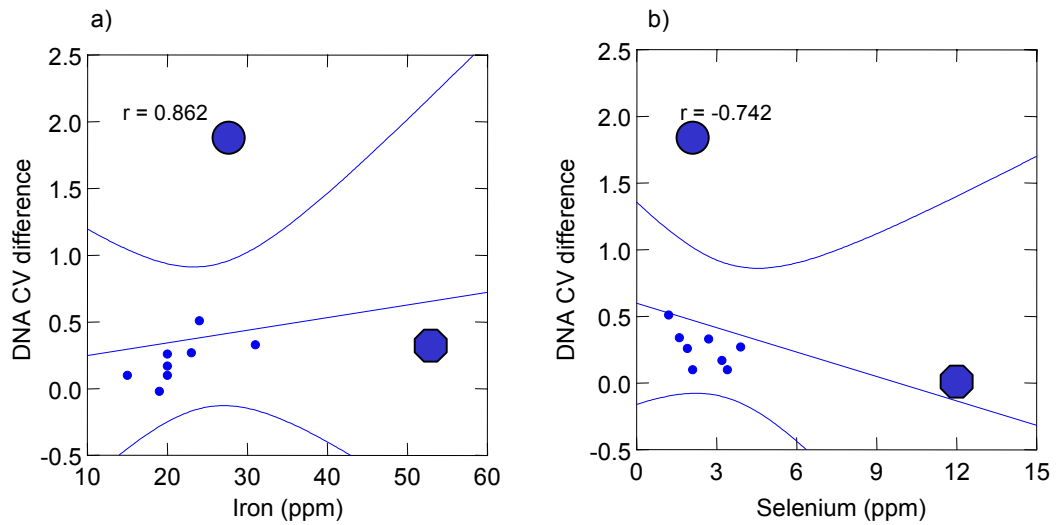 a)
r = 0.862
DNA CV difference
2.5
2.0
1.5
1.0
0.5
0.0
-0.5
10 20 30 40 50 60
Iron (ppm)
b)
r = -0.742
DNA CV difference
2.5
2.0
1.5
1.0
0.5
0.0
-0.5
0 3 6 9 12 15
Selenium (ppm)